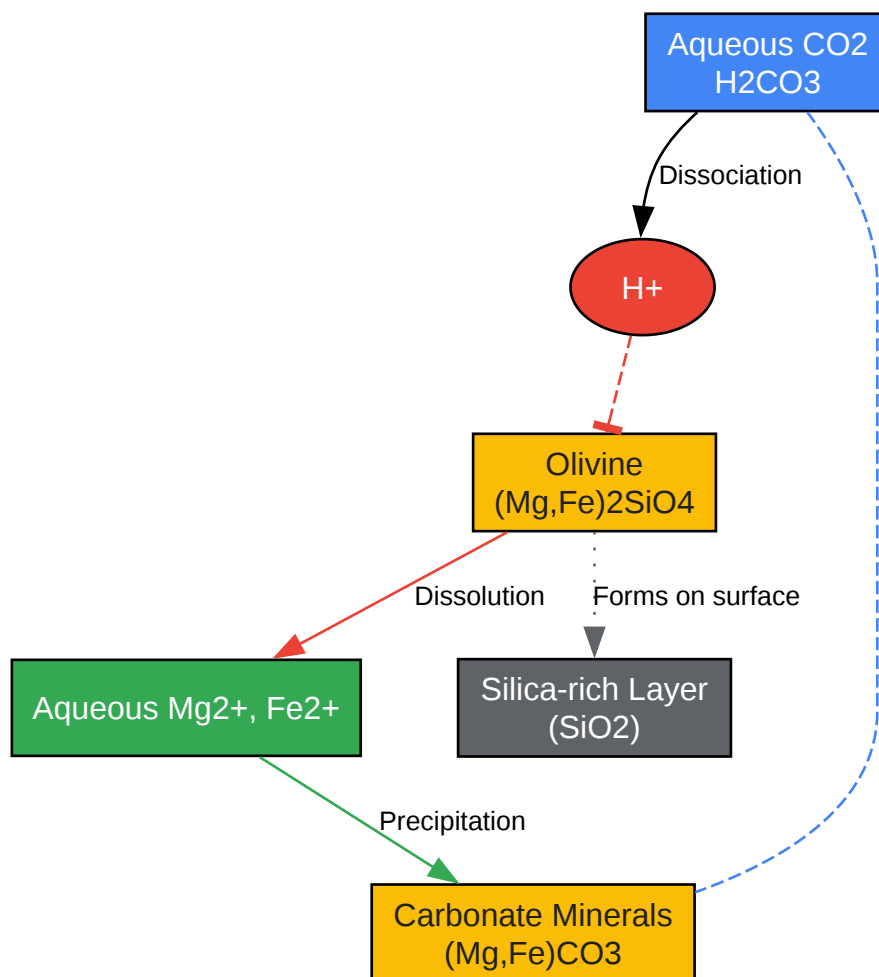 Aqueous CO2
H2CO3
Dissociation
H+
Olivine
(Mg,Fe)2SiO4
Dissolution
Forms on surface
Aqueous Mg2+, Fe2+
Silica-rich Layer
(SiO2)
Precipitation
Carbonate Minerals
(Mg,Fe)CO3